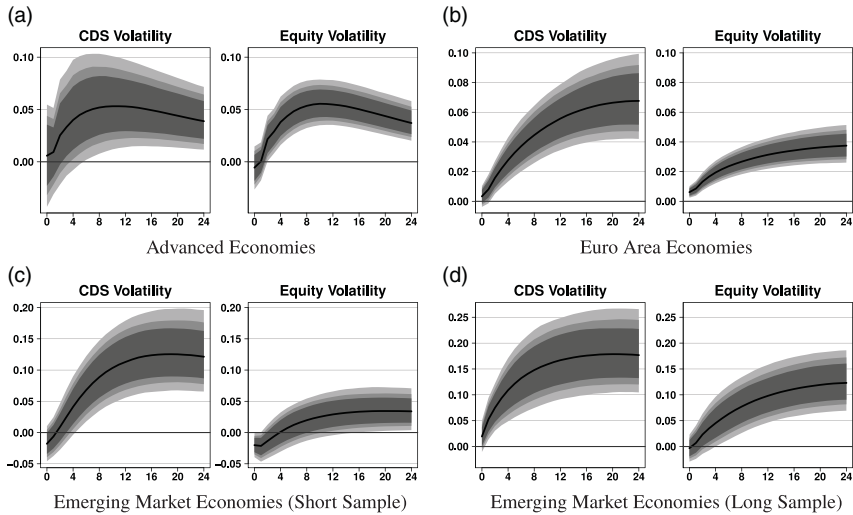 (a)
CDS Volatility
Equity Volatility
0.10
0.05
0.00
0 4 8 12 16 20 24
0 4 8 12 16 20 24
Advanced Economies
(b)
CDS Volatility
Equity Volatility
0.10
0.08
0.06
0.04
0.02
0.00
0.10
0.08
0.06
0.04
0.02
0.00
0 4 8 12 16 20 24
0 4 8 12 16 20 24
Euro Area Economies
(c)
CDS Volatility
Equity Volatility
0.20
0.15
0.10
0.05
0.00
−0.05
0.20
0.15
0.10
0.05
0.00
−0.05
0 4 8 12 16 20 24
0 4 8 12 16 20 24
Emerging Market Economies (Short Sample)
(d)
CDS Volatility
Equity Volatility
0.25
0.20
0.15
0.10
0.05
0.00
0.25
0.20
0.15
0.10
0.05
0.00
0 4 8 12 16 20 24
0 4 8 12 16 20 24
Emerging Market Economies (Long Sample)